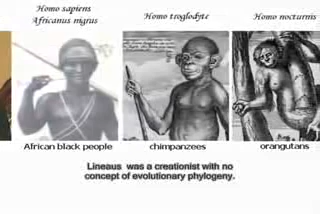 Homo sapiens
Africanus nigrus
Homo troglodyte
Homo nocturnis
African black people
chimpanzees
orangutans
Lineaus was a creationist with no
concept of evolutionary phylogeny.